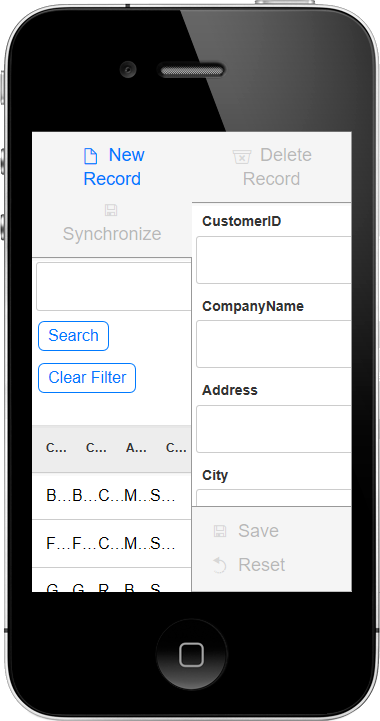 New
Record
Synchronize
Search
Clear Filter
C... C... A... C...
B...B...C...M...S...
F...F...C...M...S...
G G R B S
Delete
Record
CustomerID
CompanyName
Address
City
Save
Reset